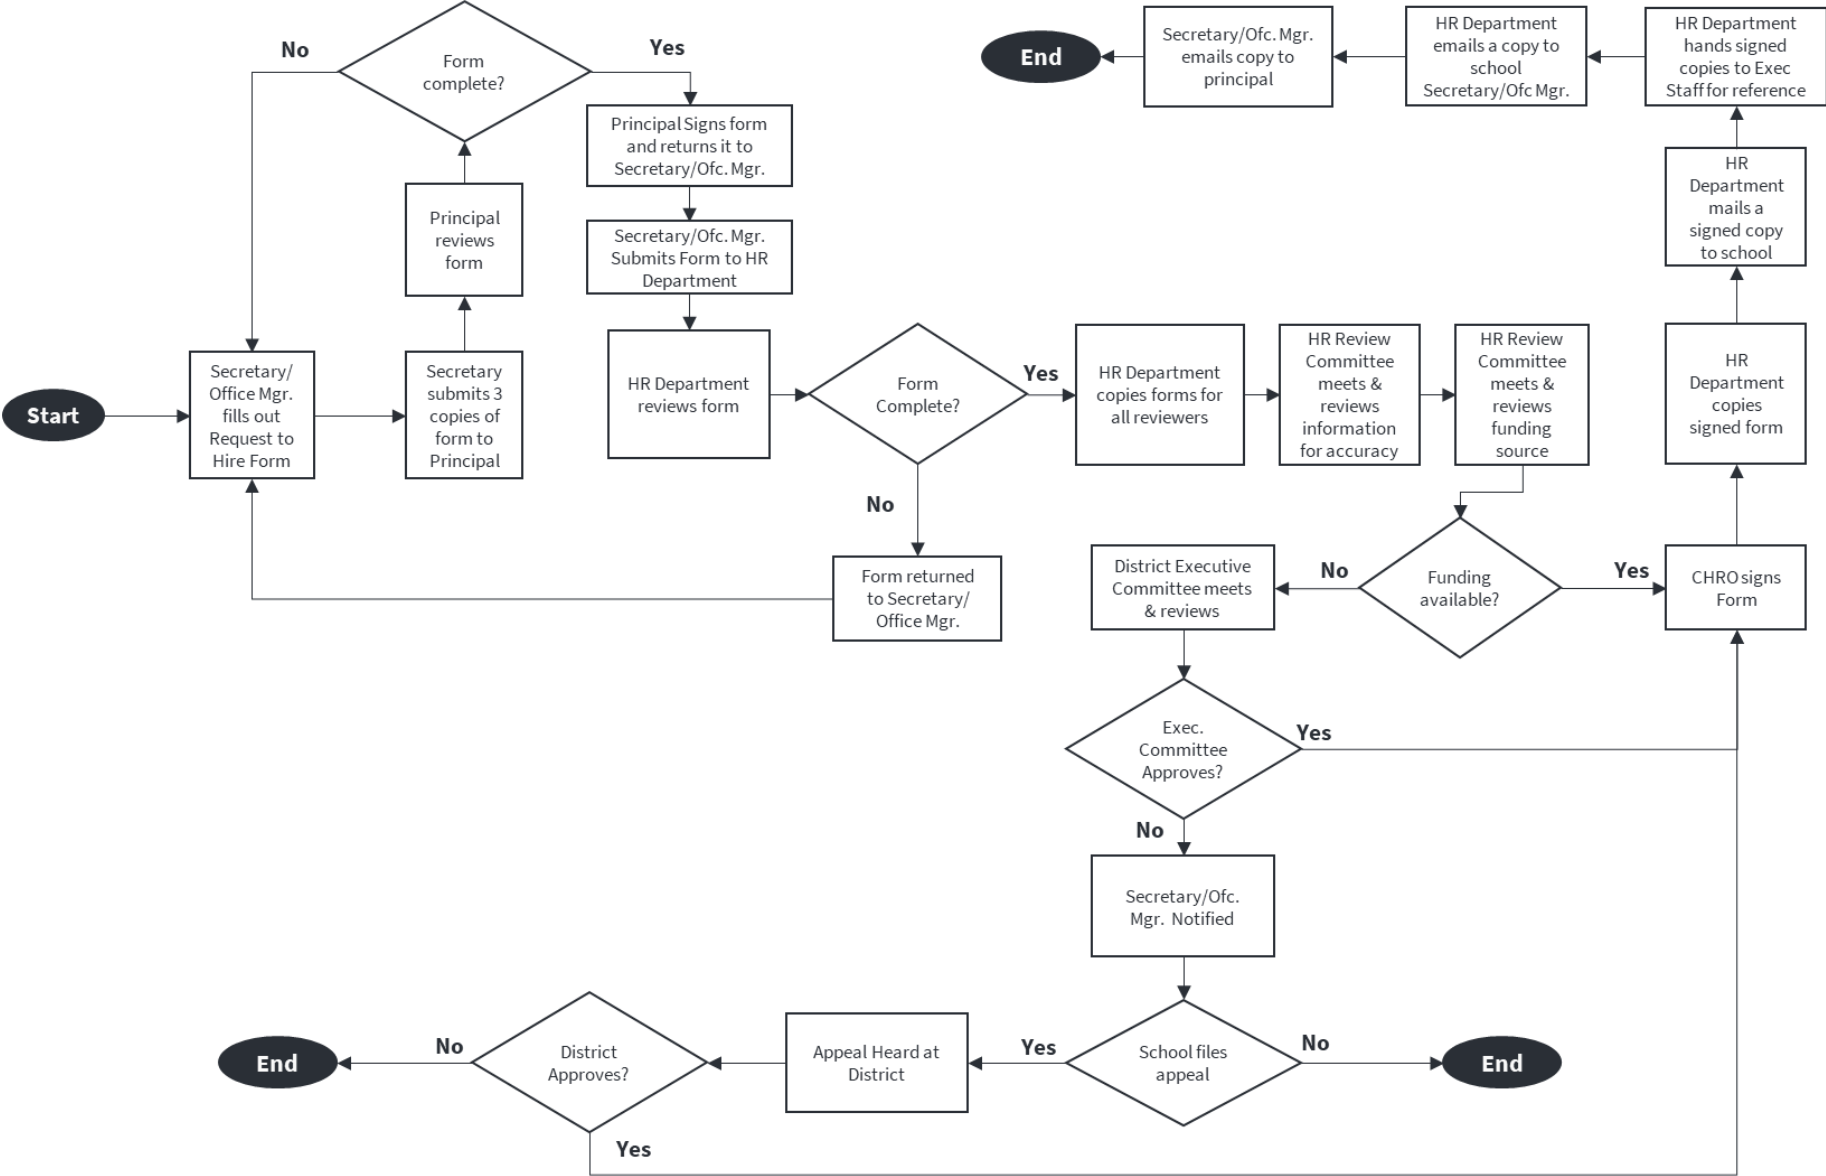 Start
Secretary/
Office Mgr.
fills out
Request to
Hire Form
Secretary
submits 3
copies of
form to
Principal
Principal
reviews
form
Form
complete?
No
Yes
Principal Signs form
and returns it to
Secretary/Ofc. Mgr.
Secretary/Ofc. Mgr.
Submits Form to HR
Department
HR Department
reviews form
Form
Complete?
No
Form returned
to Secretary/
Office Mgr.
Yes
HR Department
copies forms for
all reviewers
HR Review
Committee
meets &
reviews
information
for accuracy
HR Review
Committee
meets &
reviews
funding
source
Funding
available?
No
Yes
District Executive
Committee meets
& reviews
Exec.
Committee
Approves?
Yes
No
Secretary/Ofc.
Mgr. Notified
School files
appeal
No
End
Yes
Appeal Heard at
District
District
Approves?
No
End
Yes
CHRO signs
Form
HR
Department
copies
signed form
HR
Department
mails a
signed copy
to school
HR Department
hands signed
copies to Exec
Staff for reference
HR Department
emails a copy to
school
Secretary/Ofc Mgr.
Secretary/Ofc. Mgr.
emails copy to
principal
End